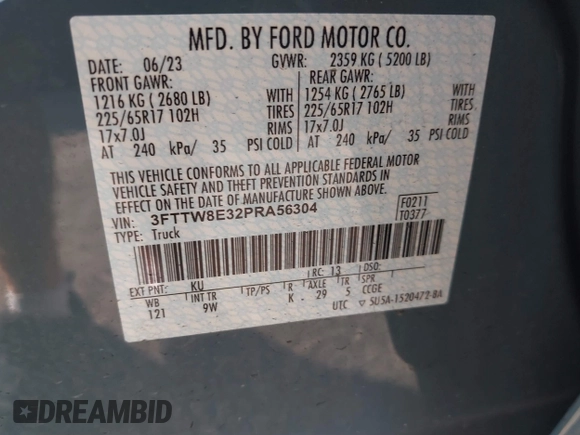 MFD. BY FORD MOTOR CO.
DATE: 06/23 GVWR: 2359 KG (5200 LB)
FRONT GAWR: REAR GAWR:
1216 KG (2680 LB) WITH 1254 KG (2765 LB) WITH
225/65R17 102H TIRES 225/65R17 102H TIRES
17x7.0J RIMS 17x7.0J RIMS
AT 240 kPa/ 35 PSI COLD AT 240 kPa/ 35 PSI COLD
THIS VEHICLE CONFORMS TO ALL APPLICABLE FEDERAL MOTOR
VEHICLE SAFETY AND BUMPER STANDARDS AND THEFT PREVENTION STANDARDS IN
EFFECT ON THE DATE OF MANUFACTURE SHOWN ABOVE.
VIN: 3FTTW8E32PRA56304 F0211
TYPE: Truck T0377
EXT PNT: KU RC: 13 DSO:
WB INT TR TP/PS R AXLE TR SPR
121 9W K 29 5 CCGE
UTC 5U5A-1520472-BA
DREAMBID